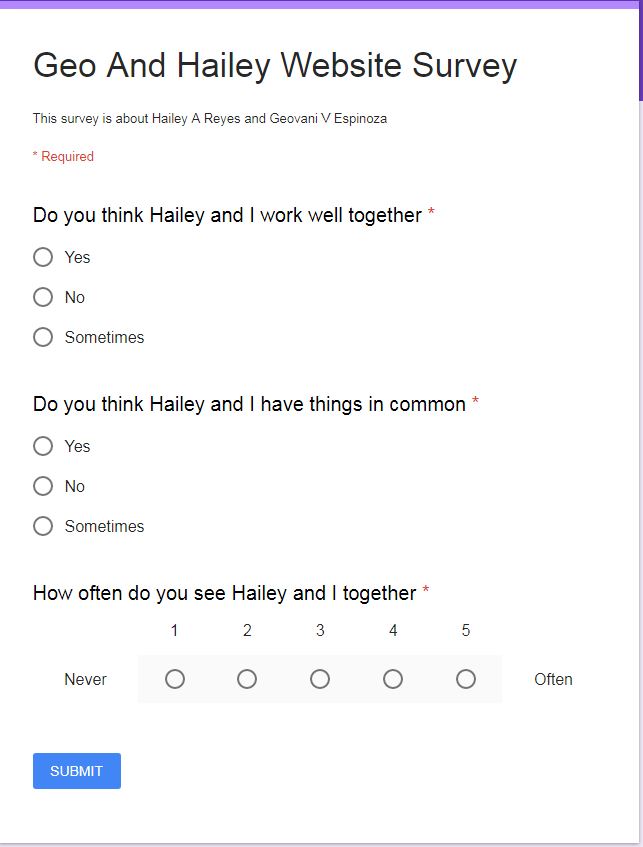 Geo And Hailey Website Survey
This survey is about Hailey A Reyes and Geovani V Espinoza
* Required
Do you think Hailey and I work well together *
Yes
No
Sometimes
Do you think Hailey and I have things in common *
Yes
No
Sometimes
How often do you see Hailey and I together *
1 2 3 4 5
Never Often
SUBMIT